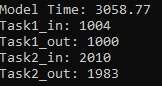 Model Time: 3058.77
Task1_in: 1004
Task1_out: 1000
Task2_in: 2010
Task2_out: 1983